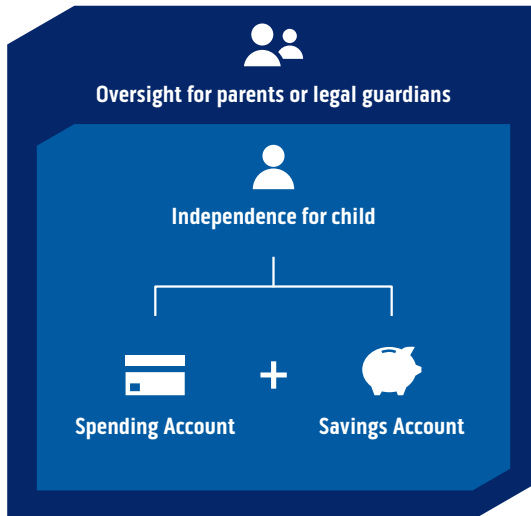 Oversight for parents or legal guardians
Independence for child
+
Spending Account
Savings Account